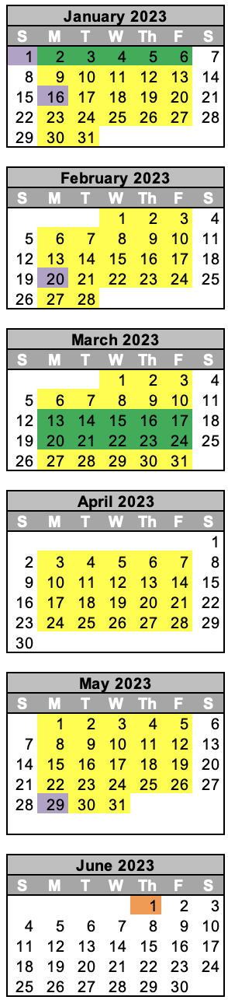 January 2023
S M T W Th F S
1 2 3 4 5 6 7
8 9 10 11 12 13 14
15 16 17 18 19 20 21
22 23 24 25 26 27 28
29 30 31
February 2023
S M T W Th F S
1 2 3 4
5 6 7 8 9 10 11
12 13 14 15 16 17 18
19 20 21 22 23 24 25
26 27 28
March 2023
S M T W Th F S
1 2 3 4
5 6 7 8 9 10 11
12 13 14 15 16 17 18
19 20 21 22 23 24 25
26 27 28 29 30 31
April 2023
S M T W Th F S
1
2 3 4 5 6 7 8
9 10 11 12 13 14 15
16 17 18 19 20 21 22
23 24 25 26 27 28 29
30
May 2023
S M T W Th F S
1 2 3 4 5 6
7 8 9 10 11 12 13
14 15 16 17 18 19 20
21 22 23 24 25 26 27
28 29 30 31
June 2023
S M T W Th F S
1 2 3
4 5 6 7 8 9 10
11 12 13 14 15 16 17
18 19 20 21 22 23 24
25 26 27 28 29 30